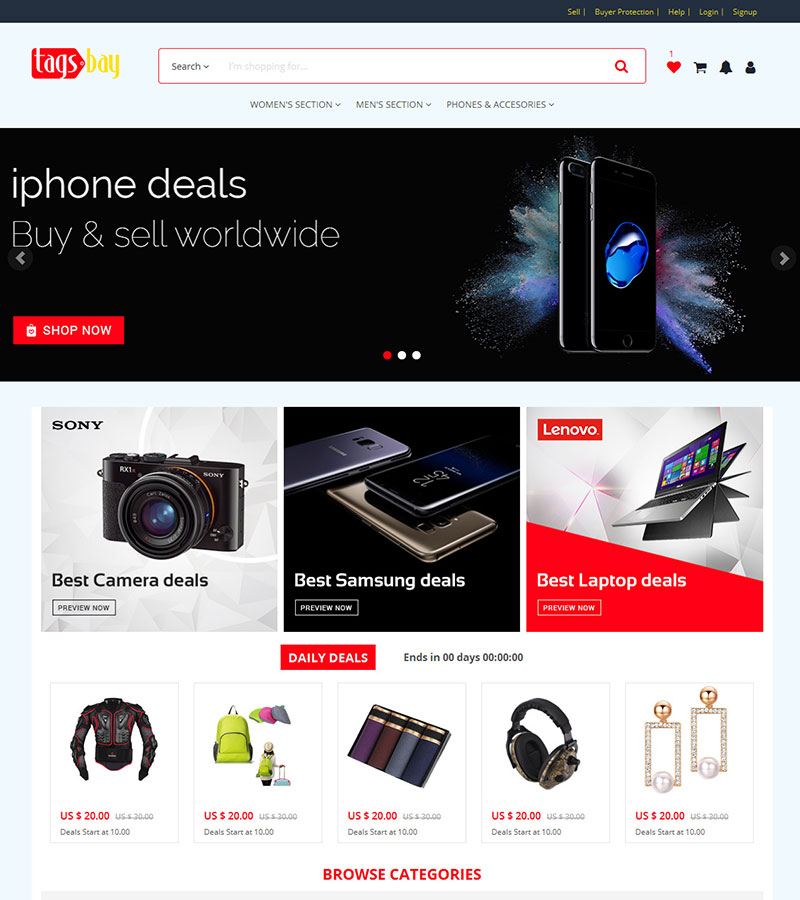 Sell | Buyer Protection | Help | Login | Signup
tags bay
Search I'm shopping for...
1
WOMEN'S SECTION MEN'S SECTION PHONES & ACCESORIES
iphone deals
Buy & sell worldwide
SHOP NOW
SONY
RX1
SONY
Carl Zeiss
Best Camera deals
PREVIEW NOW
Best Samsung deals
PREVIEW NOW
Lenovo.
Best Laptop deals
PREVIEW NOW
DAILY DEALS Ends in 00 days 00:00:00
US $ 20.00 US $ 30.00
Deals Start at 10.00
US $ 20.00 US $ 30.00
Deals Start at 10.00
US $ 20.00 US $ 30.00
Deals Start at 10.00
US $ 20.00 US $ 30.00
Deals Start at 10.00
US $ 20.00 US $ 30.00
Deals Start at 10.00
BROWSE CATEGORIES